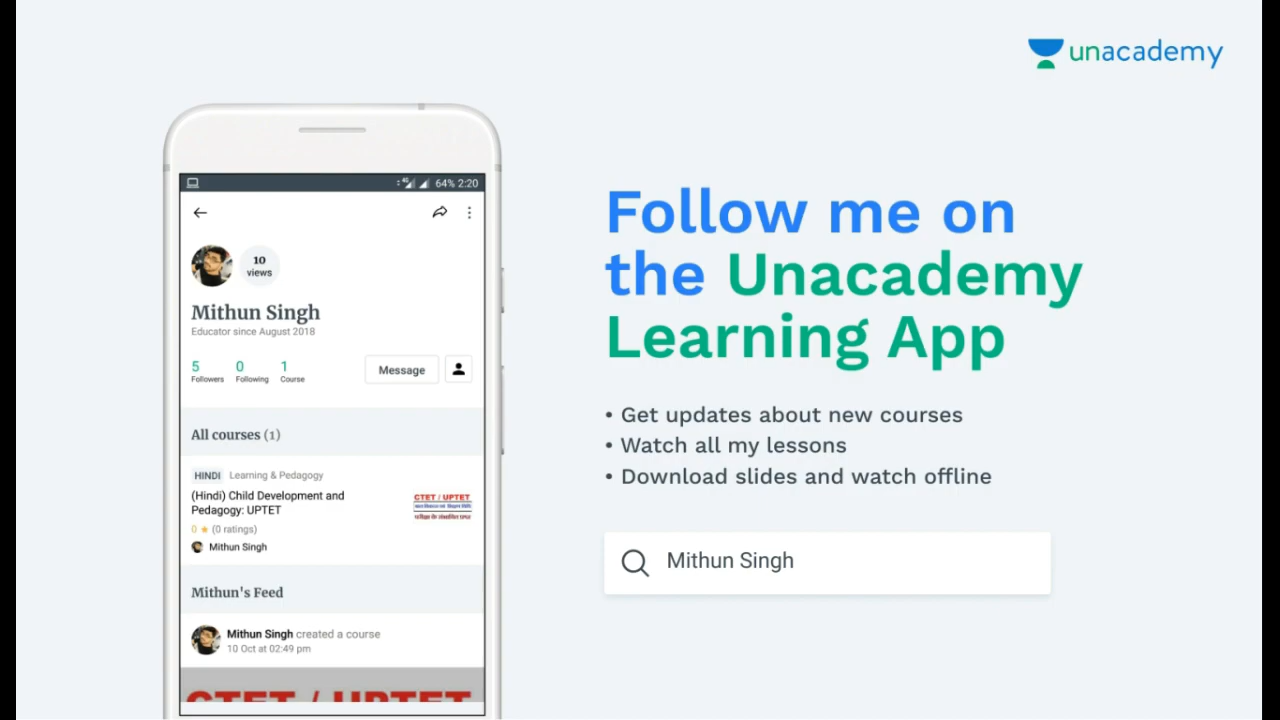 unacademy
64% 2:20
10
views
Mithun Singh
Educator since August 2018
5 0 1
Followers Following Course
Message
All courses (1)
HINDI Learning & Pedagogy
(Hindi) Child Development and
Pedagogy: UPTET
CTET / UPTET
0 ★ (0 ratings)
Mithun Singh
Mithun's Feed
Mithun Singh created a course
10 Oct at 02:49 pm
CTET / UPTET
Follow me on
the Unacademy
Learning App
• Get updates about new courses
• Watch all my lessons
• Download slides and watch offline
Mithun Singh